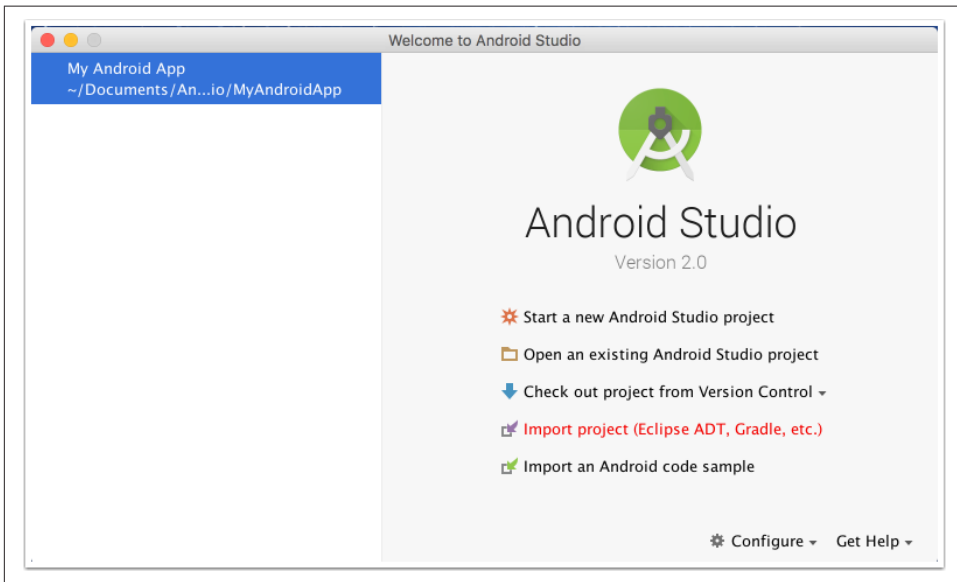 Welcome to Android Studio
My Android App
~/Documents/An...io/MyAndroidApp
Android Studio
Version 2.0
Start a new Android Studio project
Open an existing Android Studio project
Check out project from Version Control
Import project (Eclipse ADT, Gradle, etc.)
Import an Android code sample
Configure Get Help